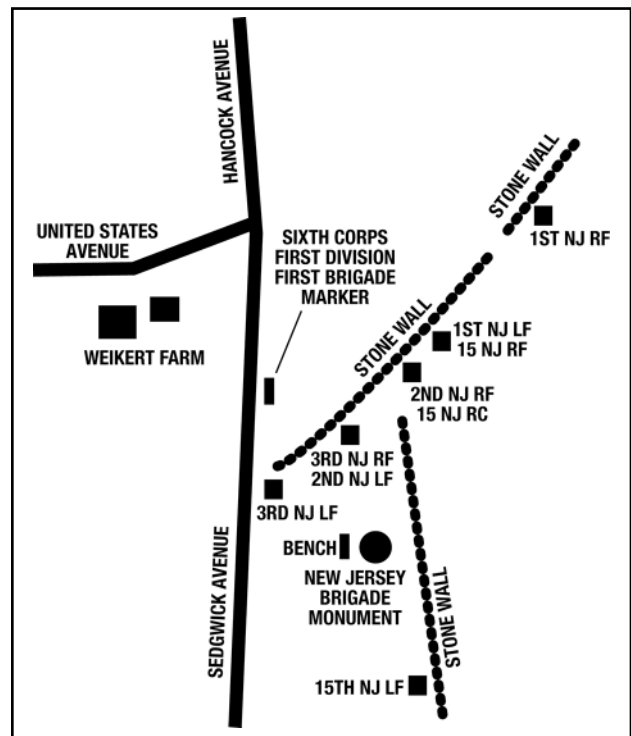 HANCOCK AVENUE
STONE WALL
1ST NJ RF
UNITED STATES
AVENUE
SIXTH CORPS
FIRST DIVISION
FIRST BRIGADE
MARKER
WEIKERT FARM
STONE WALL
1ST NJ LF
15 NJ RF
2ND NJ RF
15 NJ RC
3RD NJ RF
2ND NJ LF
3RD NJ LF
BENCH
NEW JERSEY
BRIGADE
MONUMENT
SEDGWICK AVENUE
STONE WALL
15TH NJ LF